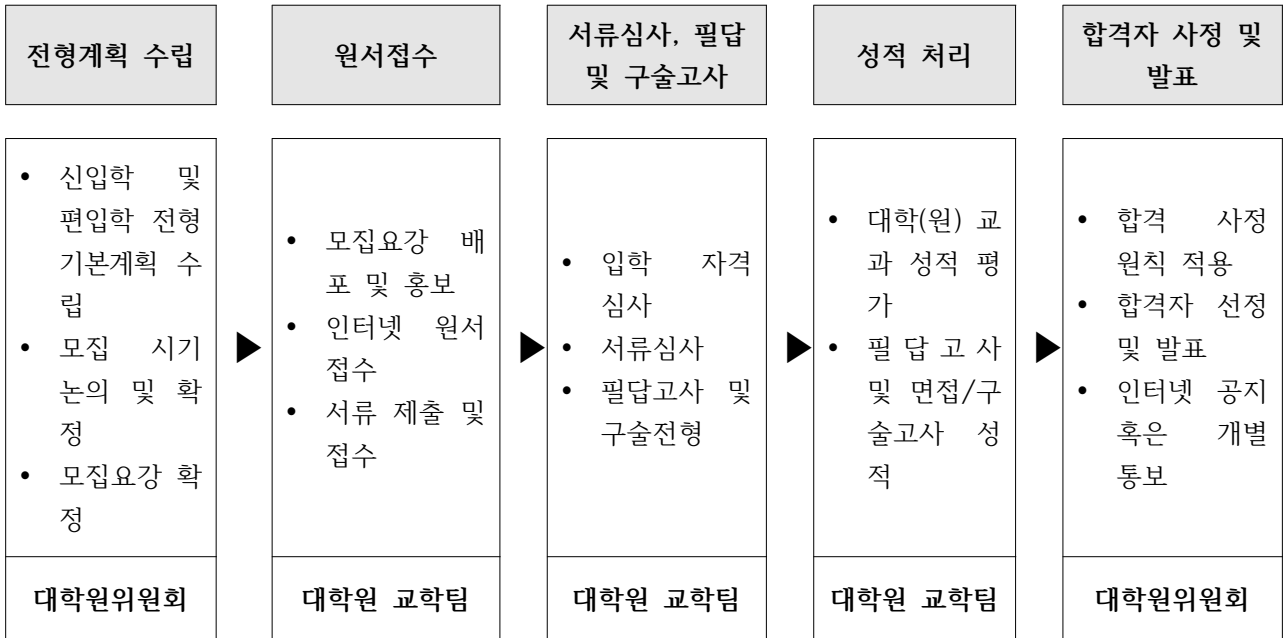 전형계획 수립
원서접수
서류심사, 필답
및 구술고사
성적 처리
합격자 사정 및
발표
• 신입학 및
편입학 전형
기본계획 수
립
• 모집 시기
논의 및 확
정
• 모집요강 확
정
• 모집요강 배
포 및 홍보
• 인터넷 원서
접수
• 서류 제출 및
접수
• 입학 자격
심사
• 서류심사
• 필답고사 및
구술전형
• 대학(원) 교
과 성적 평
가
• 필답고사
및 면접/구
술고사 성
적
• 합격 사정
원칙 적용
• 합격자 선정
및 발표
• 인터넷 공지
혹은 개별
통보
대학원위원회
대학원 교학팀
대학원 교학팀
대학원 교학팀
대학원위원회